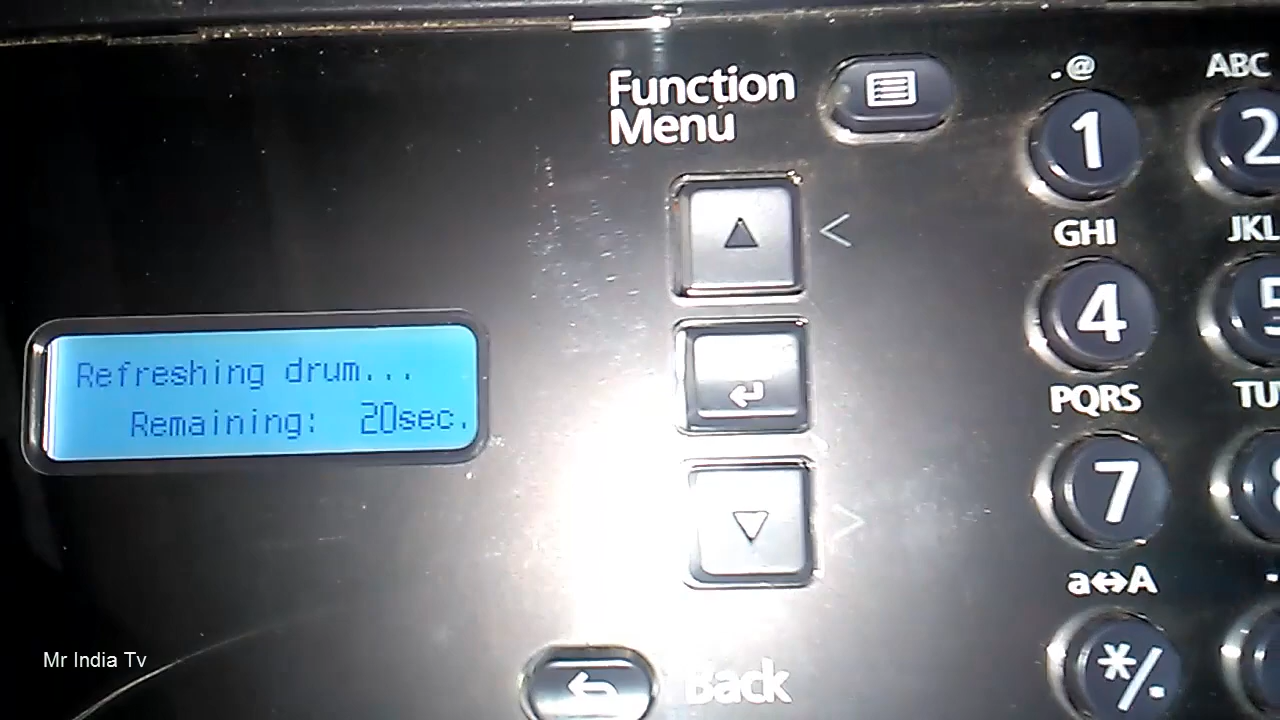 Function
Menu
.@
ABC
1
2
<
GHI
JKL
4
5
Refreshing drum...
Remaining: 20sec.
PQRS
TU
7
>
a↔A
*/.
Back
Mr India Tv